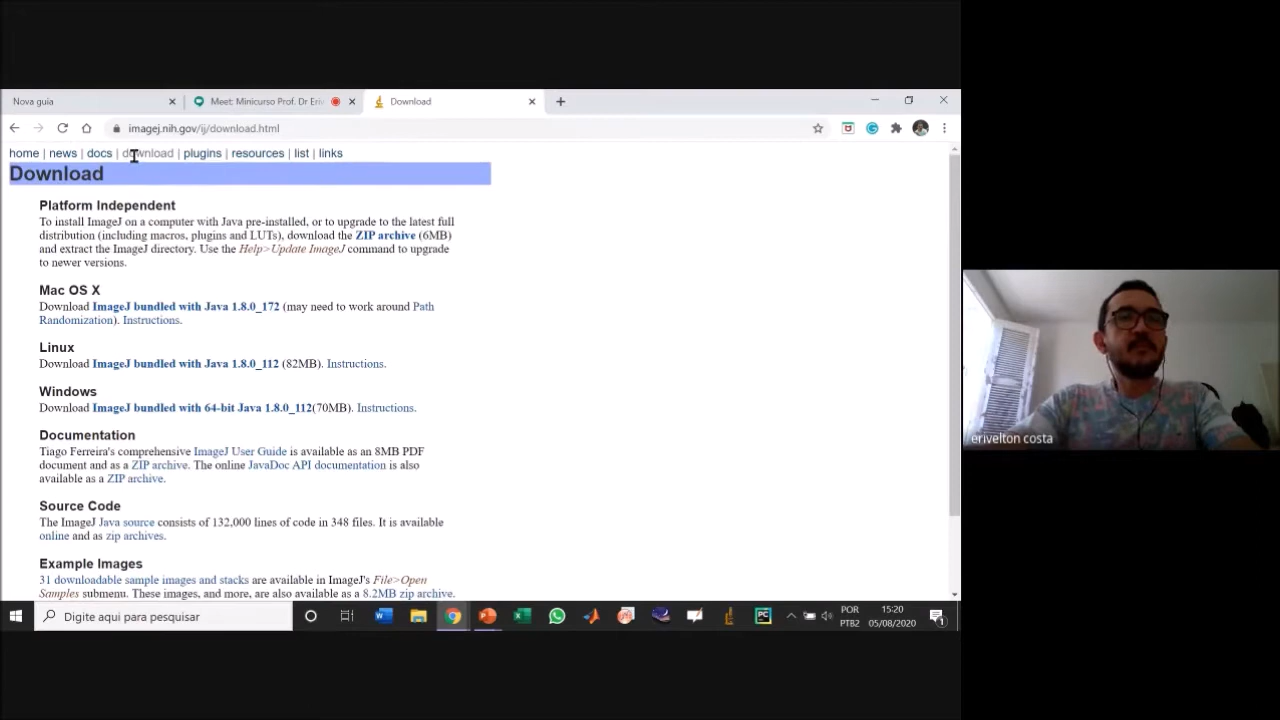 Nova guia
Meet: Minicurso Prof. Dr Eriv
Download
imagej.nih.gov/ij/download.html
home | news | docs | download | plugins | resources | list | links
Download
Platform Independent
To install ImageJ on a computer with Java pre-installed, or to upgrade to the latest full
distribution (including macros, plugins and LUTs), download the ZIP archive (6MB)
and extract the ImageJ directory. Use the Help>Update ImageJ command to upgrade
to newer versions.
Mac OS X
Download ImageJ bundled with Java 1.8.0_172 (may need to work around Path
Randomization). Instructions.
Linux
Download ImageJ bundled with Java 1.8.0_112 (82MB). Instructions.
Windows
Download ImageJ bundled with 64-bit Java 1.8.0_112(70MB). Instructions.
Documentation
Tiago Ferreira's comprehensive ImageJ User Guide is available as an 8MB PDF
document and as a ZIP archive. The online JavaDoc API documentation is also
available as a ZIP archive.
Source Code
The ImageJ Java source consists of 132,000 lines of code in 348 files. It is available
online and as zip archives.
Example Images
31 downloadable sample images and stacks are available in ImageJ's File>Open
Samples submenu. These images, and more, are also available as a 8.2MB zip archive.
erivelton costa
Digite aqui para pesquisar
POR
PTB2
15:20
05/08/2020
1